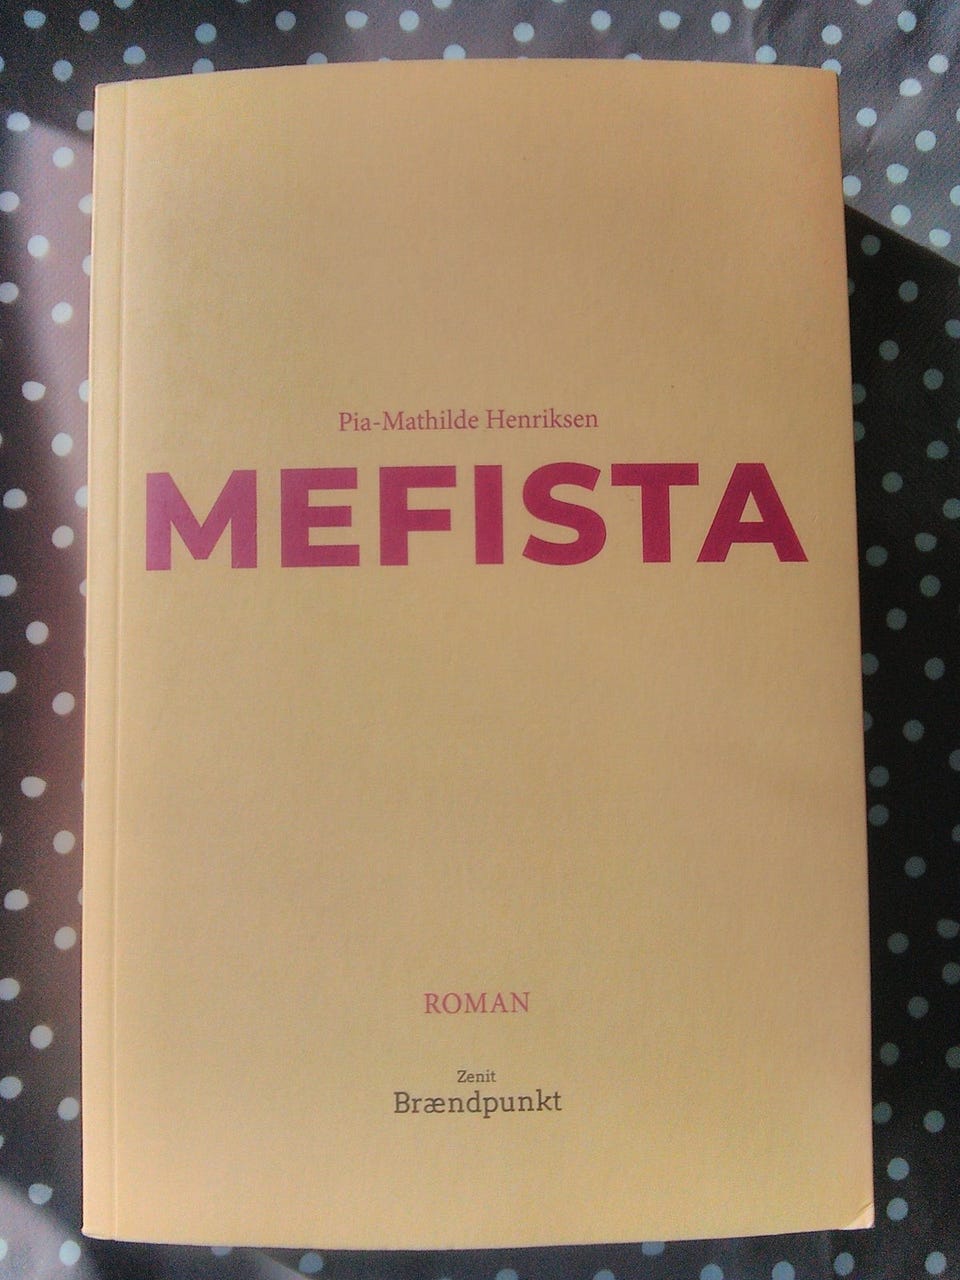 Pia-Mathilde Henriksen
MEFISTA
ROMAN
Zenit
Brændpunkt